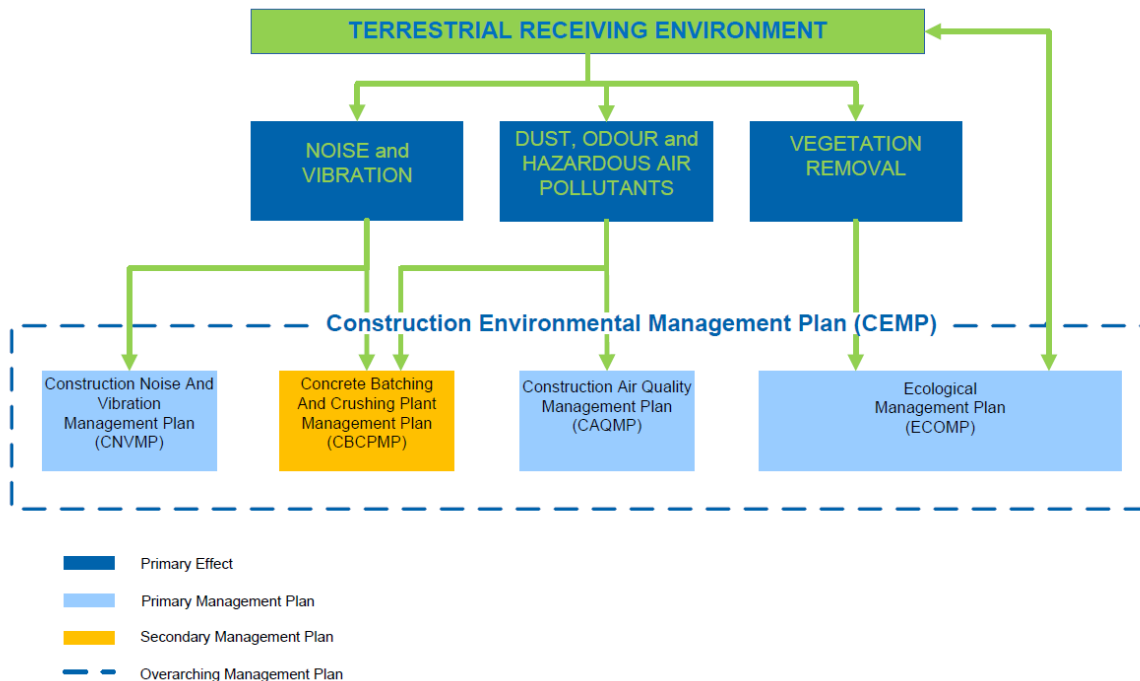 TERRESTRIAL RECEIVING ENVIRONMENT
NOISE and
VIBRATION
DUST, ODOUR and
HAZARDOUS AIR
POLLUTANTS
VEGETATION
REMOVAL
Construction Environmental Management Plan (CEMP)
Construction Noise And
Vibration
Management Plan
(CNVMP)
Concrete Batching
And Crushing Plant
Management Plan
(CBCPMP)
Construction Air Quality
Management Plan
(CAQMP)
Ecological
Management Plan
(ECOMP)
Primary Effect
Primary Management Plan
Secondary Management Plan
Overarching Management Plan